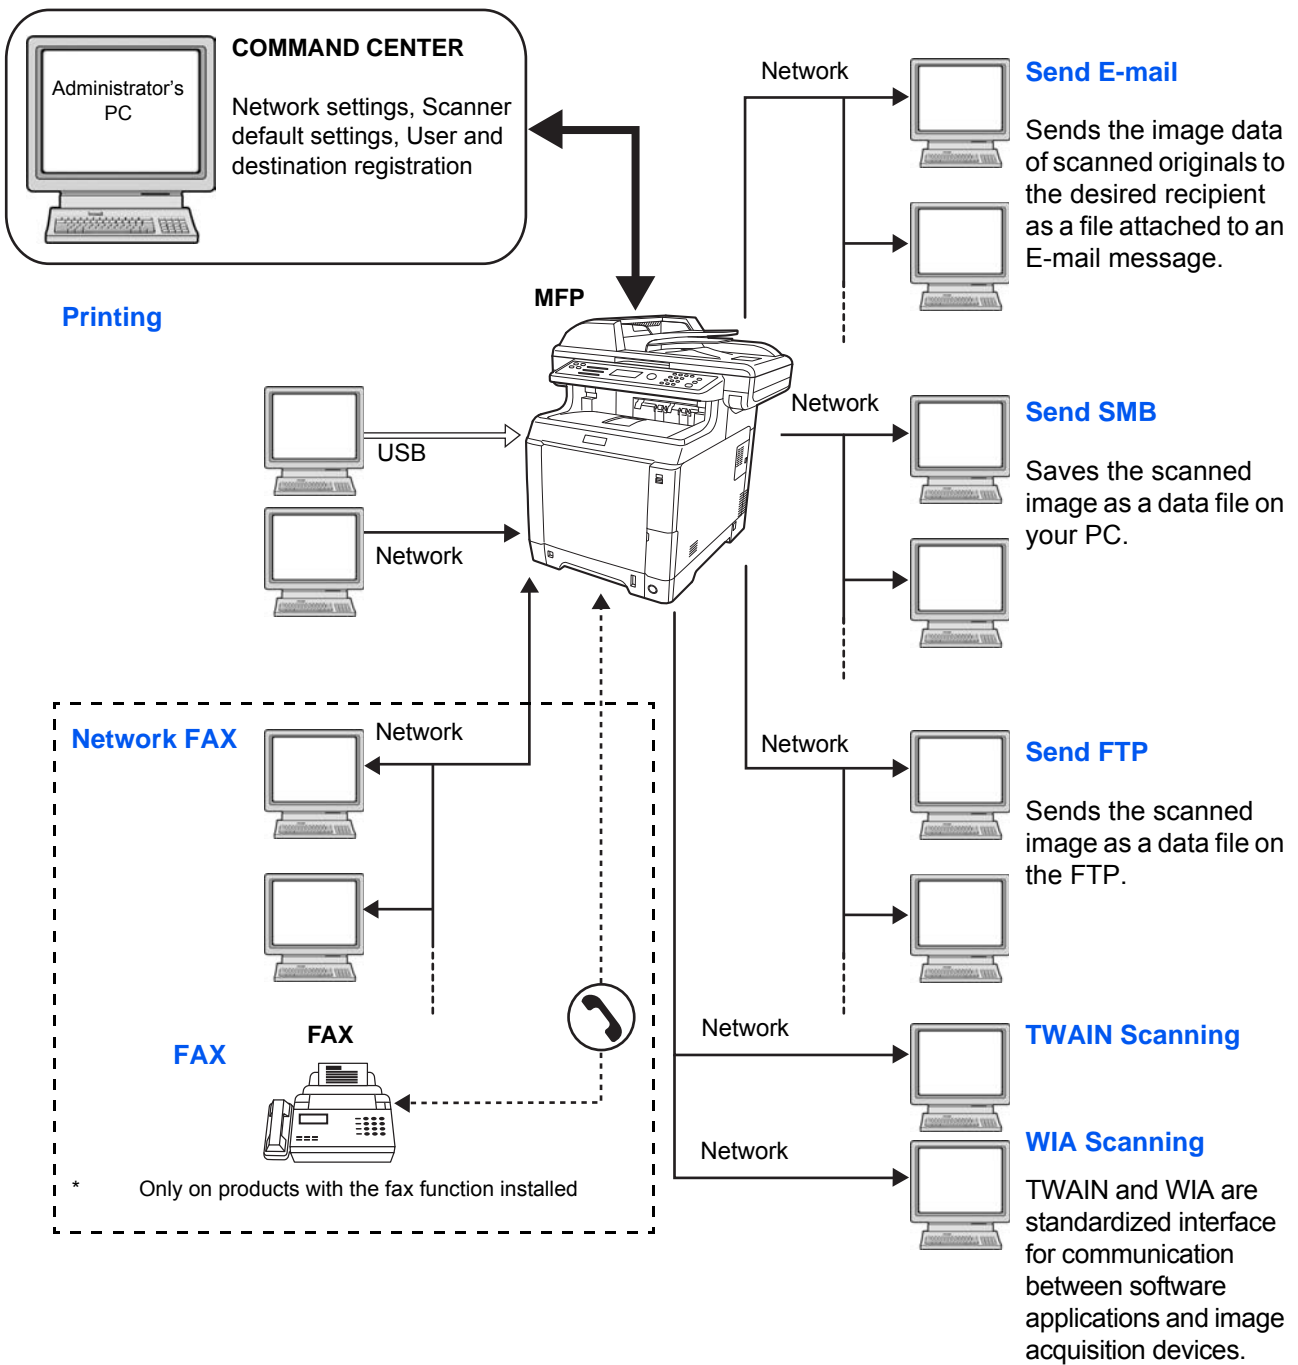 COMMAND CENTER
Administrator's
PC
Network settings, Scanner
default settings, User and
destination registration
Network
Send E-mail
Sends the image data
of scanned originals to
the desired recipient
as a file attached to an
E-mail message.
MFP
Printing
USB
Network
Network
Send SMB
Saves the scanned
image as a data file on
your PC.
Network FAX
Network
Network
Send FTP
Sends the scanned
image as a data file on
the FTP.
FAX
FAX
* Only on products with the fax function installed
Network
TWAIN Scanning
Network
WIA Scanning
TWAIN and WIA are
standardized interface
for communication
between software
applications and image
acquisition devices.